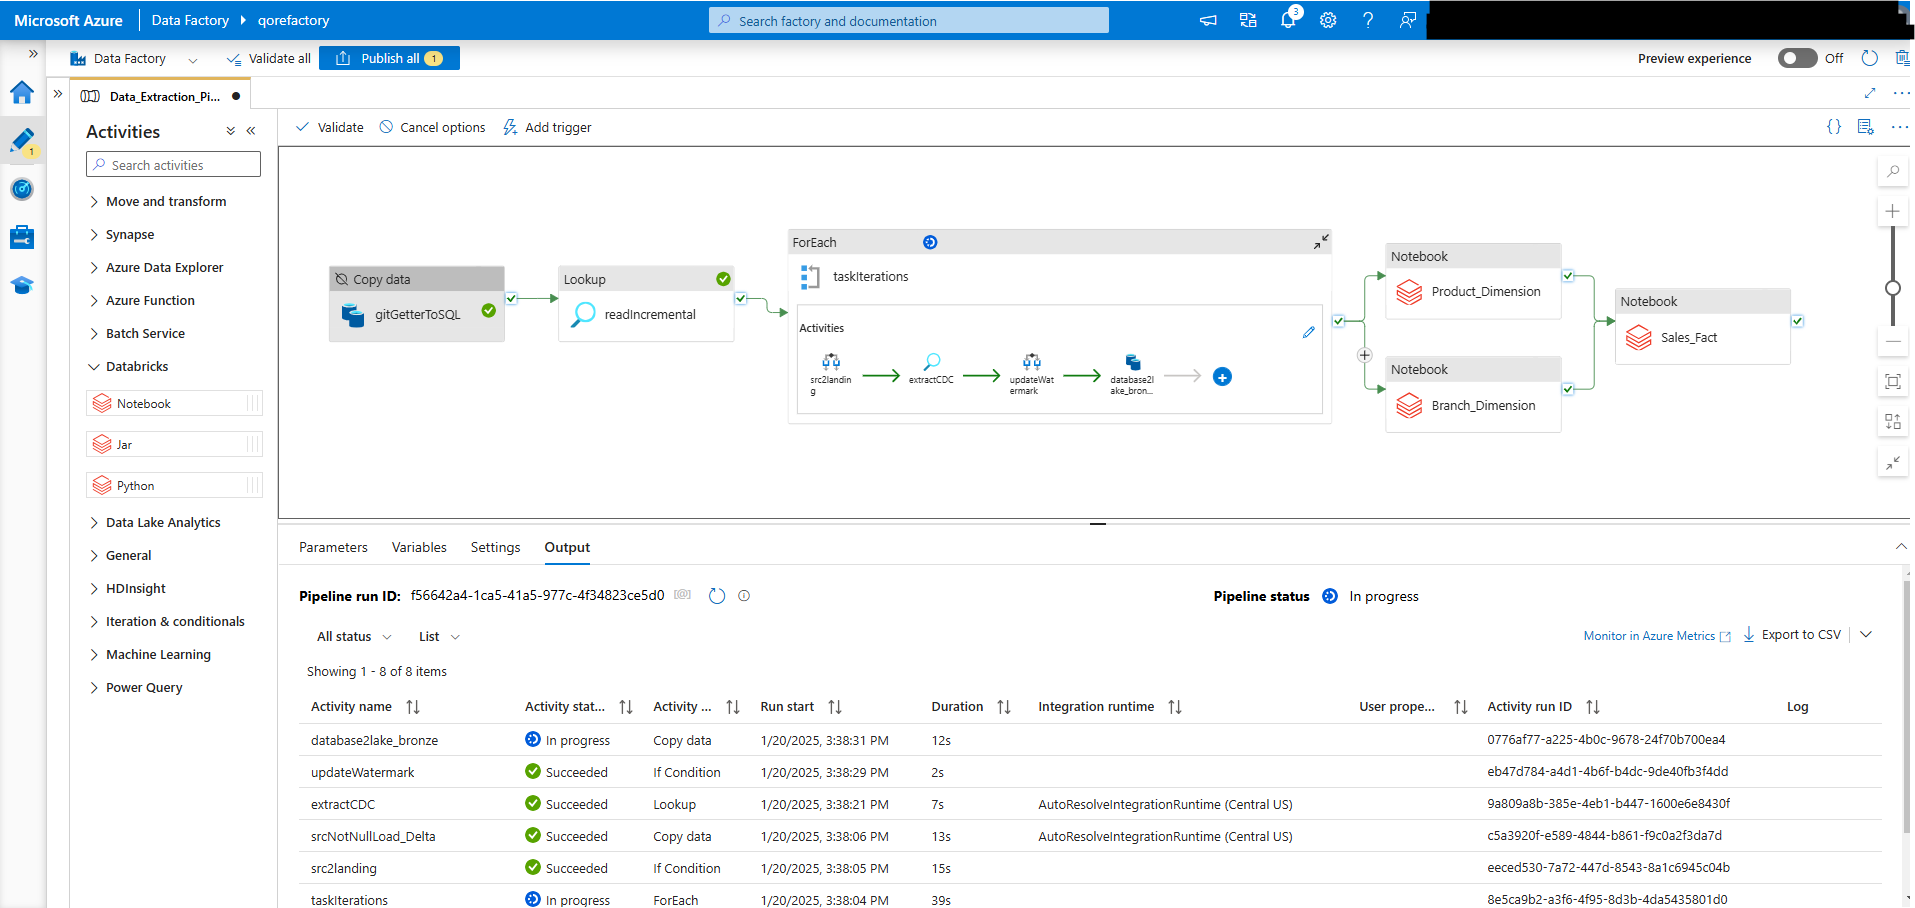 Microsoft Azure
Data Factory
qorefactory
Search factory and documentation
3
Data Factory
Validate all
Publish all
1
Preview experience
Off
Data_Extraction_Pi...
Activities
1
Search activities
Move and transform
Synapse
Azure Data Explorer
Azure Function
Batch Service
Databricks
Notebook
Jar
Python
Data Lake Analytics
General
HDInsight
Iteration & conditionals
Machine Learning
Power Query
Validate
Cancel options
Add trigger
{}
Copy data
gitGetterToSQL
Lookup
readIncremental
ForEach
taskIterations
Activities
src2landin
g
extractCDC
updateWat
ermark
database2l
ake_bron...
Notebook
Product_Dimension
Notebook
Branch_Dimension
Notebook
Sales_Fact
Parameters
Variables
Settings
Output
Pipeline run ID: f56642a4-1ca5-41a5-977c-4f34823ce5d0
[@]
Pipeline status
In progress
All status
List
Monitor in Azure Metrics
Export to CSV
Showing 1 - 8 of 8 items
Activity name Activity stat... Activity ... Run start Duration Integration runtime User prope... Activity run ID Log
database2lake_bronze In progress Copy data 1/20/2025, 3:38:31 PM 12s 0776af77-a225-4b0c-9678-24f70b700ea4
updateWatermark Succeeded If Condition 1/20/2025, 3:38:29 PM 2s eb47d784-a4d1-4b6f-b4dc-9de40fb3f4dd
extractCDC Succeeded Lookup 1/20/2025, 3:38:21 PM 7s AutoResolveIntegrationRuntime (Central US) 9a809a8b-385e-4eb1-b447-1600e6e8430f
srcNotNullLoad_Delta Succeeded Copy data 1/20/2025, 3:38:06 PM 13s AutoResolveIntegrationRuntime (Central US) c5a3920f-e589-4844-b861-f9c0a2f3da7d
src2landing Succeeded If Condition 1/20/2025, 3:38:05 PM 15s eeced530-7a72-447d-8543-8a1c6945c04b
taskIterations In progress ForEach 1/20/2025, 3:38:04 PM 39s 8e5ca9b2-a3f6-4f95-8d3b-4da5435801d0